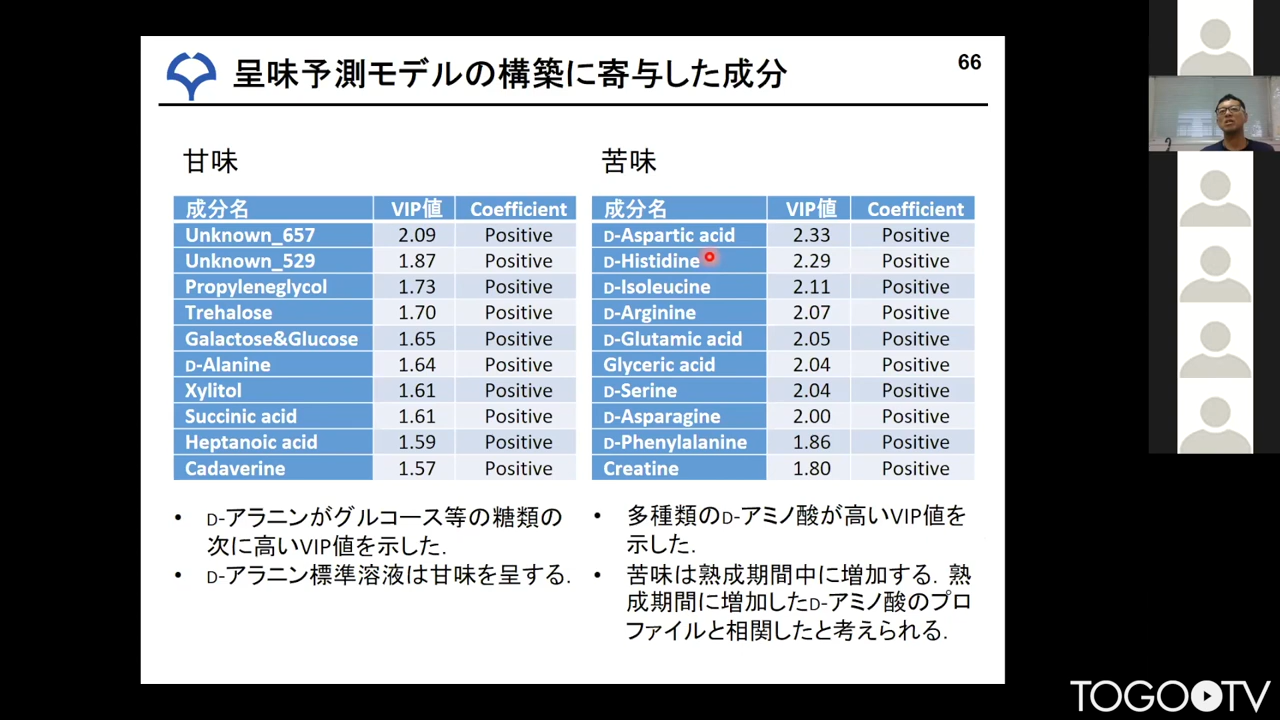 呈味予測モデルの構築に寄与した成分
66
甘味
成分名 VIP値 Coefficient
Unknown_657 2.09 Positive
Unknown_529 1.87 Positive
Propyleneglycol 1.73 Positive
Trehalose 1.70 Positive
Galactose&Glucose 1.65 Positive
D-Alanine 1.64 Positive
Xylitol 1.61 Positive
Succinic acid 1.61 Positive
Heptanoic acid 1.59 Positive
Cadaverine 1.57 Positive
• D-アラニンがグルコース等の糖類の
次に高いVIP値を示した.
• D-アラニン標準溶液は甘味を呈する.
苦味
成分名 VIP値 Coefficient
D-Aspartic acid 2.33 Positive
D-Histidine 2.29 Positive
D-Isoleucine 2.11 Positive
D-Arginine 2.07 Positive
D-Glutamic acid 2.05 Positive
Glyceric acid 2.04 Positive
D-Serine 2.04 Positive
D-Asparagine 2.00 Positive
D-Phenylalanine 1.86 Positive
Creatine 1.80 Positive
• 多種類のD-アミノ酸が高いVIP値を
示した.
• 苦味は熟成期間中に増加する. 熟
成期間に増加したD-アミノ酸のプロ
ファイルと相関したと考えられる.
TOGO TV